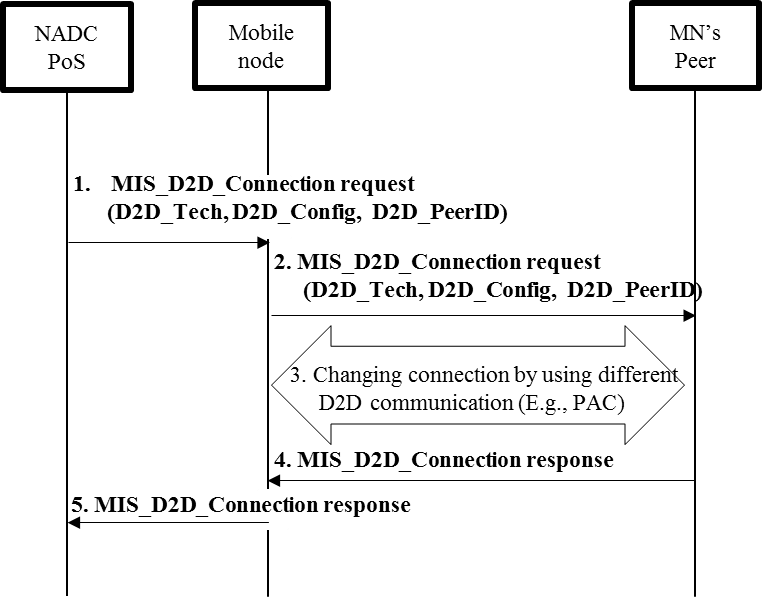 NADC
PoS
Mobile
node
MN's
Peer
1. MIS_D2D_Connection request
(D2D_Tech, D2D_Config, D2D_PeerID)
2. MIS_D2D_Connection request
(D2D_Tech, D2D_Config, D2D_PeerID)
3. Changing connection by using different
D2D communication (E.g., PAC)
4. MIS_D2D_Connection response
5. MIS_D2D_Connection response